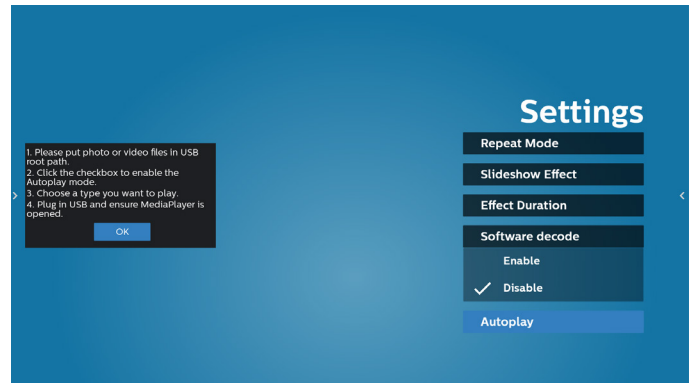 Settings
1. Please put photo or video files in USB
root path.
2. Click the checkbox to enable the
Autoplay mode.
3. Choose a type you want to play.
4. Plug in USB and ensure MediaPlayer is
opened.
OK
Repeat Mode
Slideshow Effect
Effect Duration
Software decode
Enable
Disable
Autoplay